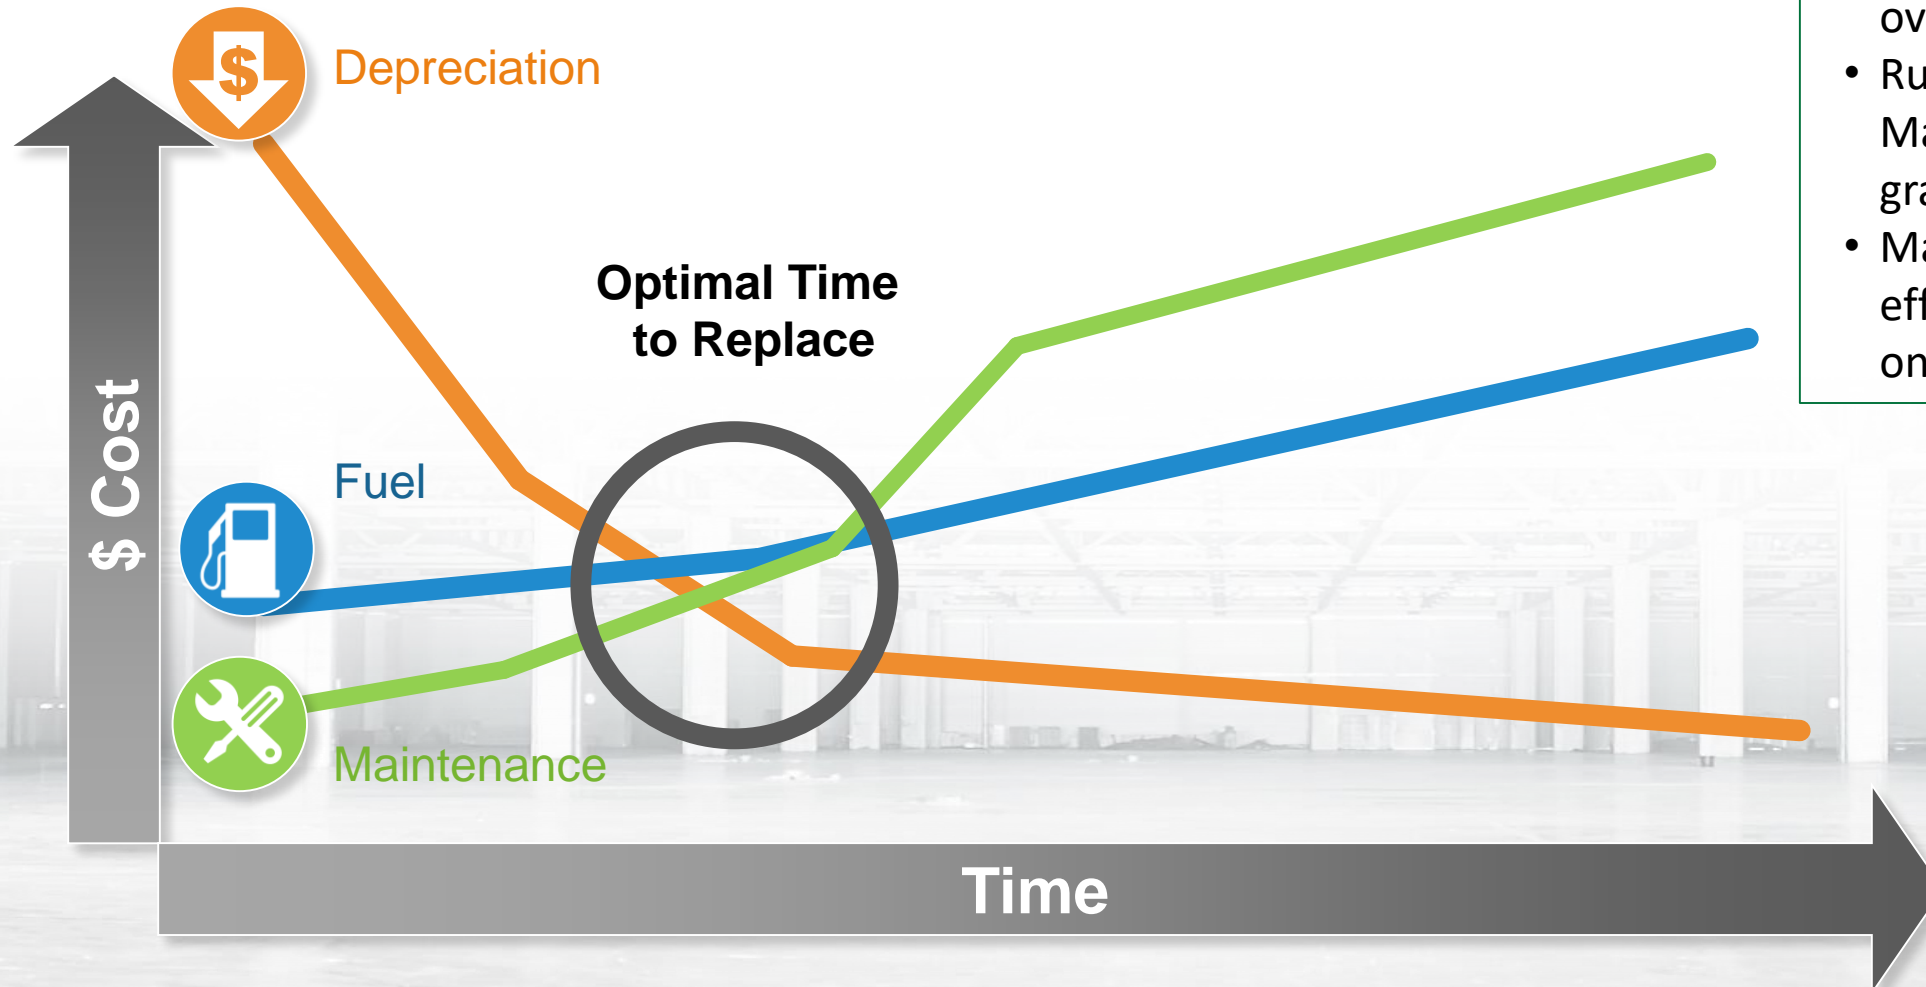 $
Depreciation
Optimal Time
to Replace
$ Cost
Fuel
Maintenance
Time